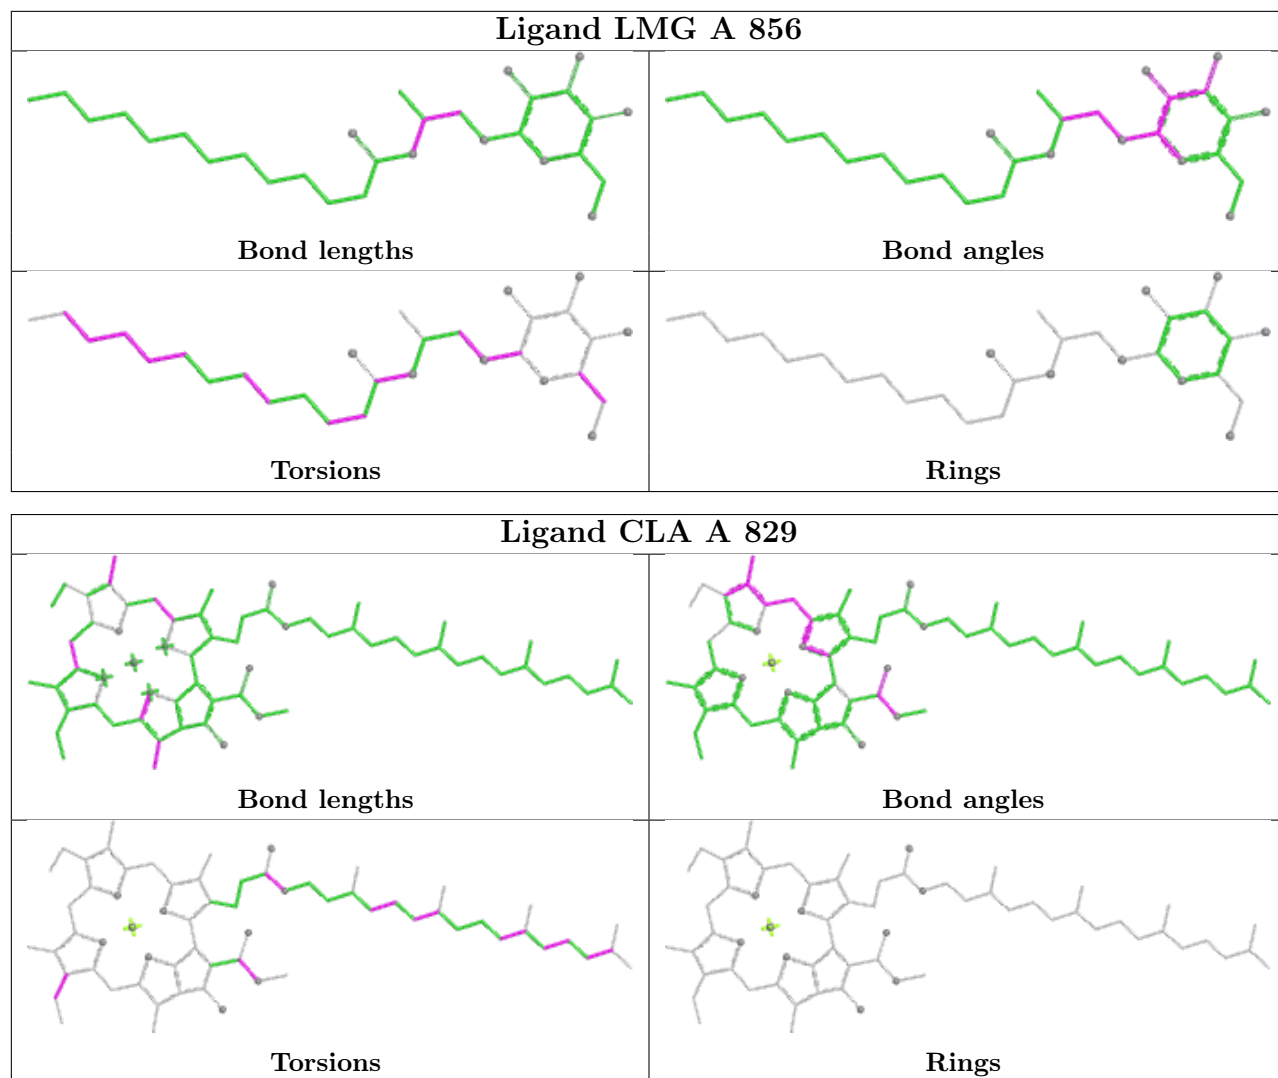 Ligand LMG A 856
Bond lengths
Bond angles
Torsions
Rings
Ligand CLA A 829
Bond lengths
Bond angles
Torsions
Rings